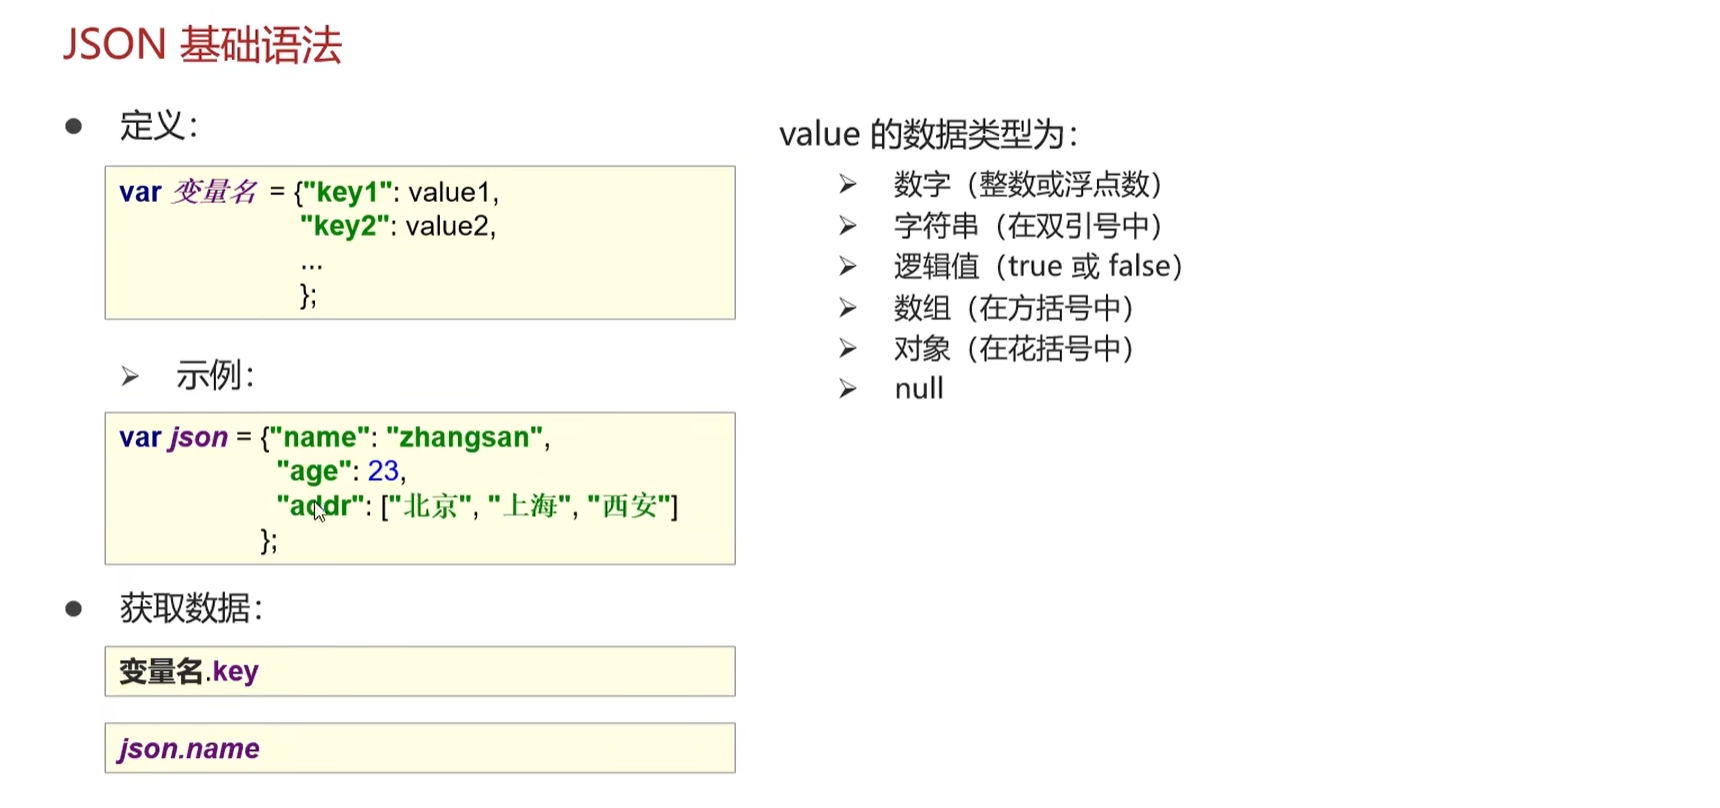 JSON 基础语法
● 定义：
var 变量名 = {"key1": value1,
"key2": value2,
...
};
➢ 示例：
var json = {"name": "zhangsan",
"age": 23,
"addr": ["北京", "上海", "西安"]
};
● 获取数据：
变量名.key
json.name
value 的数据类型为：
➢ 数字（整数或浮点数）
➢ 字符串（在双引号中）
➢ 逻辑值（true 或 false）
➢ 数组（在方括号中）
➢ 对象（在花括号中）
➢ null